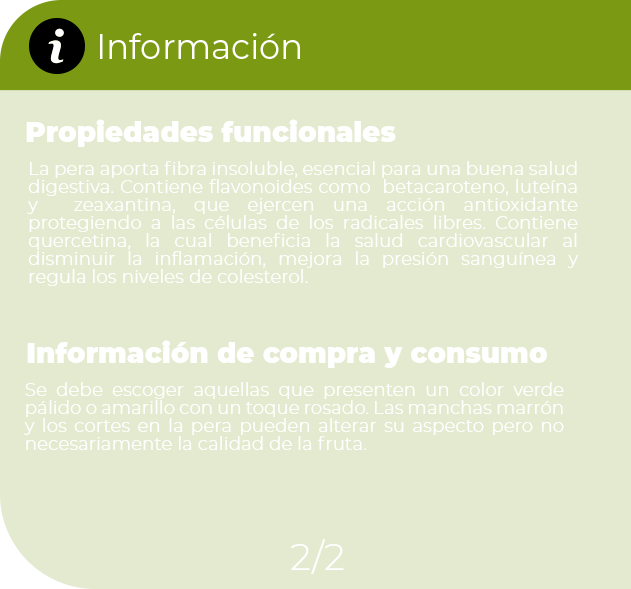 i Información
Propiedades funcionales
La pera aporta fibra insoluble, esencial para una buena salud
digestiva. Contiene flavonoides como betacaroteno, luteína
y zeaxantina, que ejercen una acción antioxidante
protegiendo a las células de los radicales libres. Contiene
quercetina, la cual beneficia la salud cardiovascular al
disminuir la inflamación, mejora la presión sanguínea y
regula los niveles de colesterol.
Información de compra y consumo
Se debe escoger aquellas que presenten un color verde
pálido o amarillo con un toque rosado. Las manchas marrón
y los cortes en la pera pueden alterar su aspecto pero no
necesariamente la calidad de la fruta.
2/2